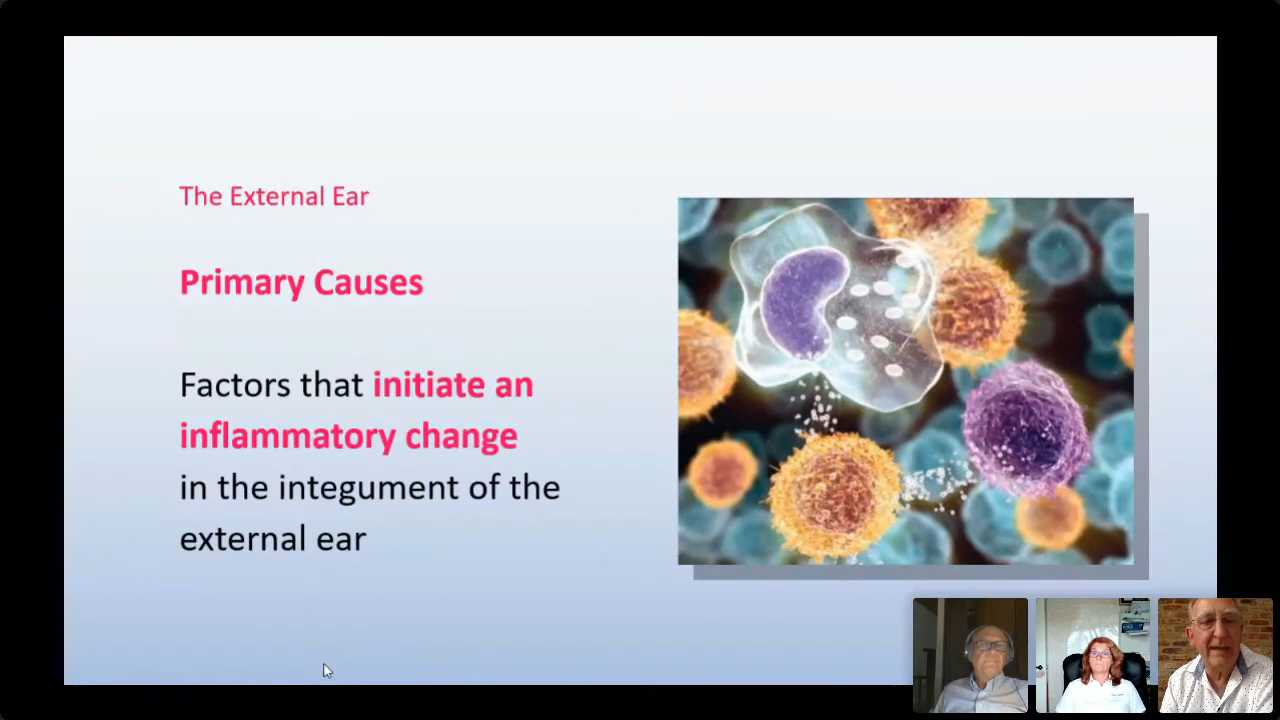 The External Ear
Primary Causes
Factors that initiate an
inflammatory change
in the integument of the
external ear